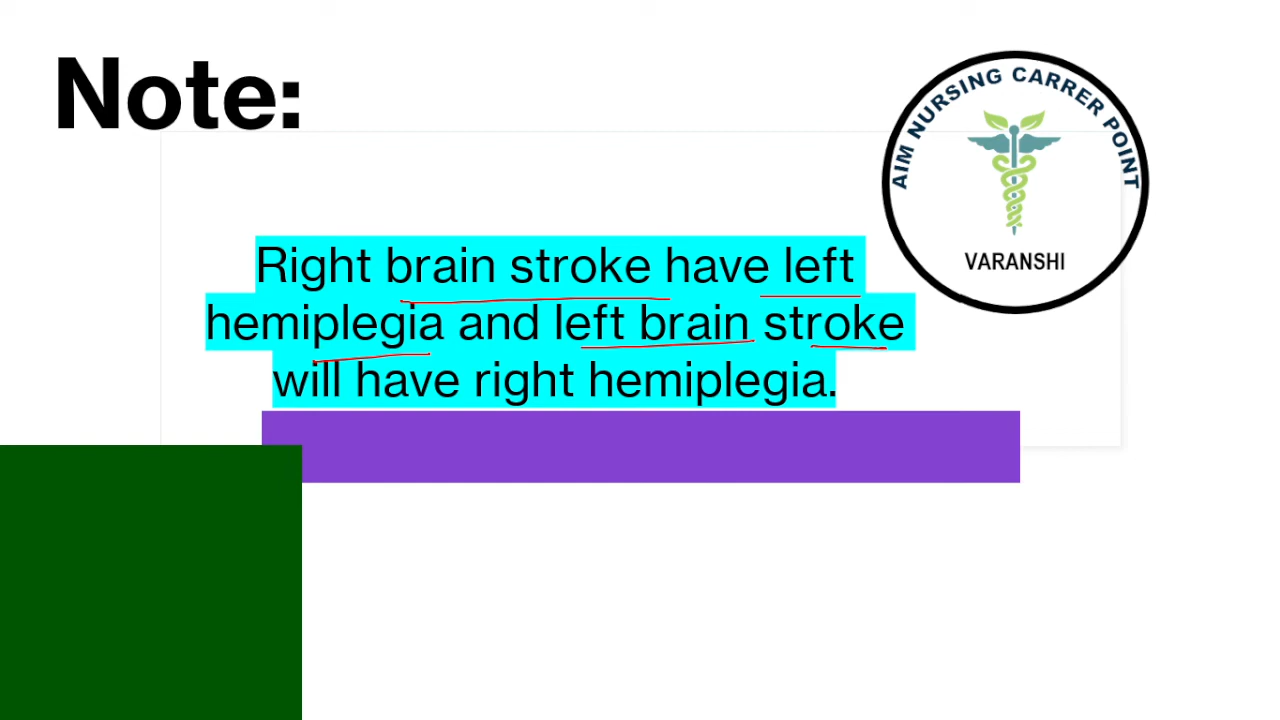 Note:
AIM NURSING CARRER POINT
VARANSHI
Right brain stroke have left
hemiplegia and left brain stroke
will have right hemiplegia.